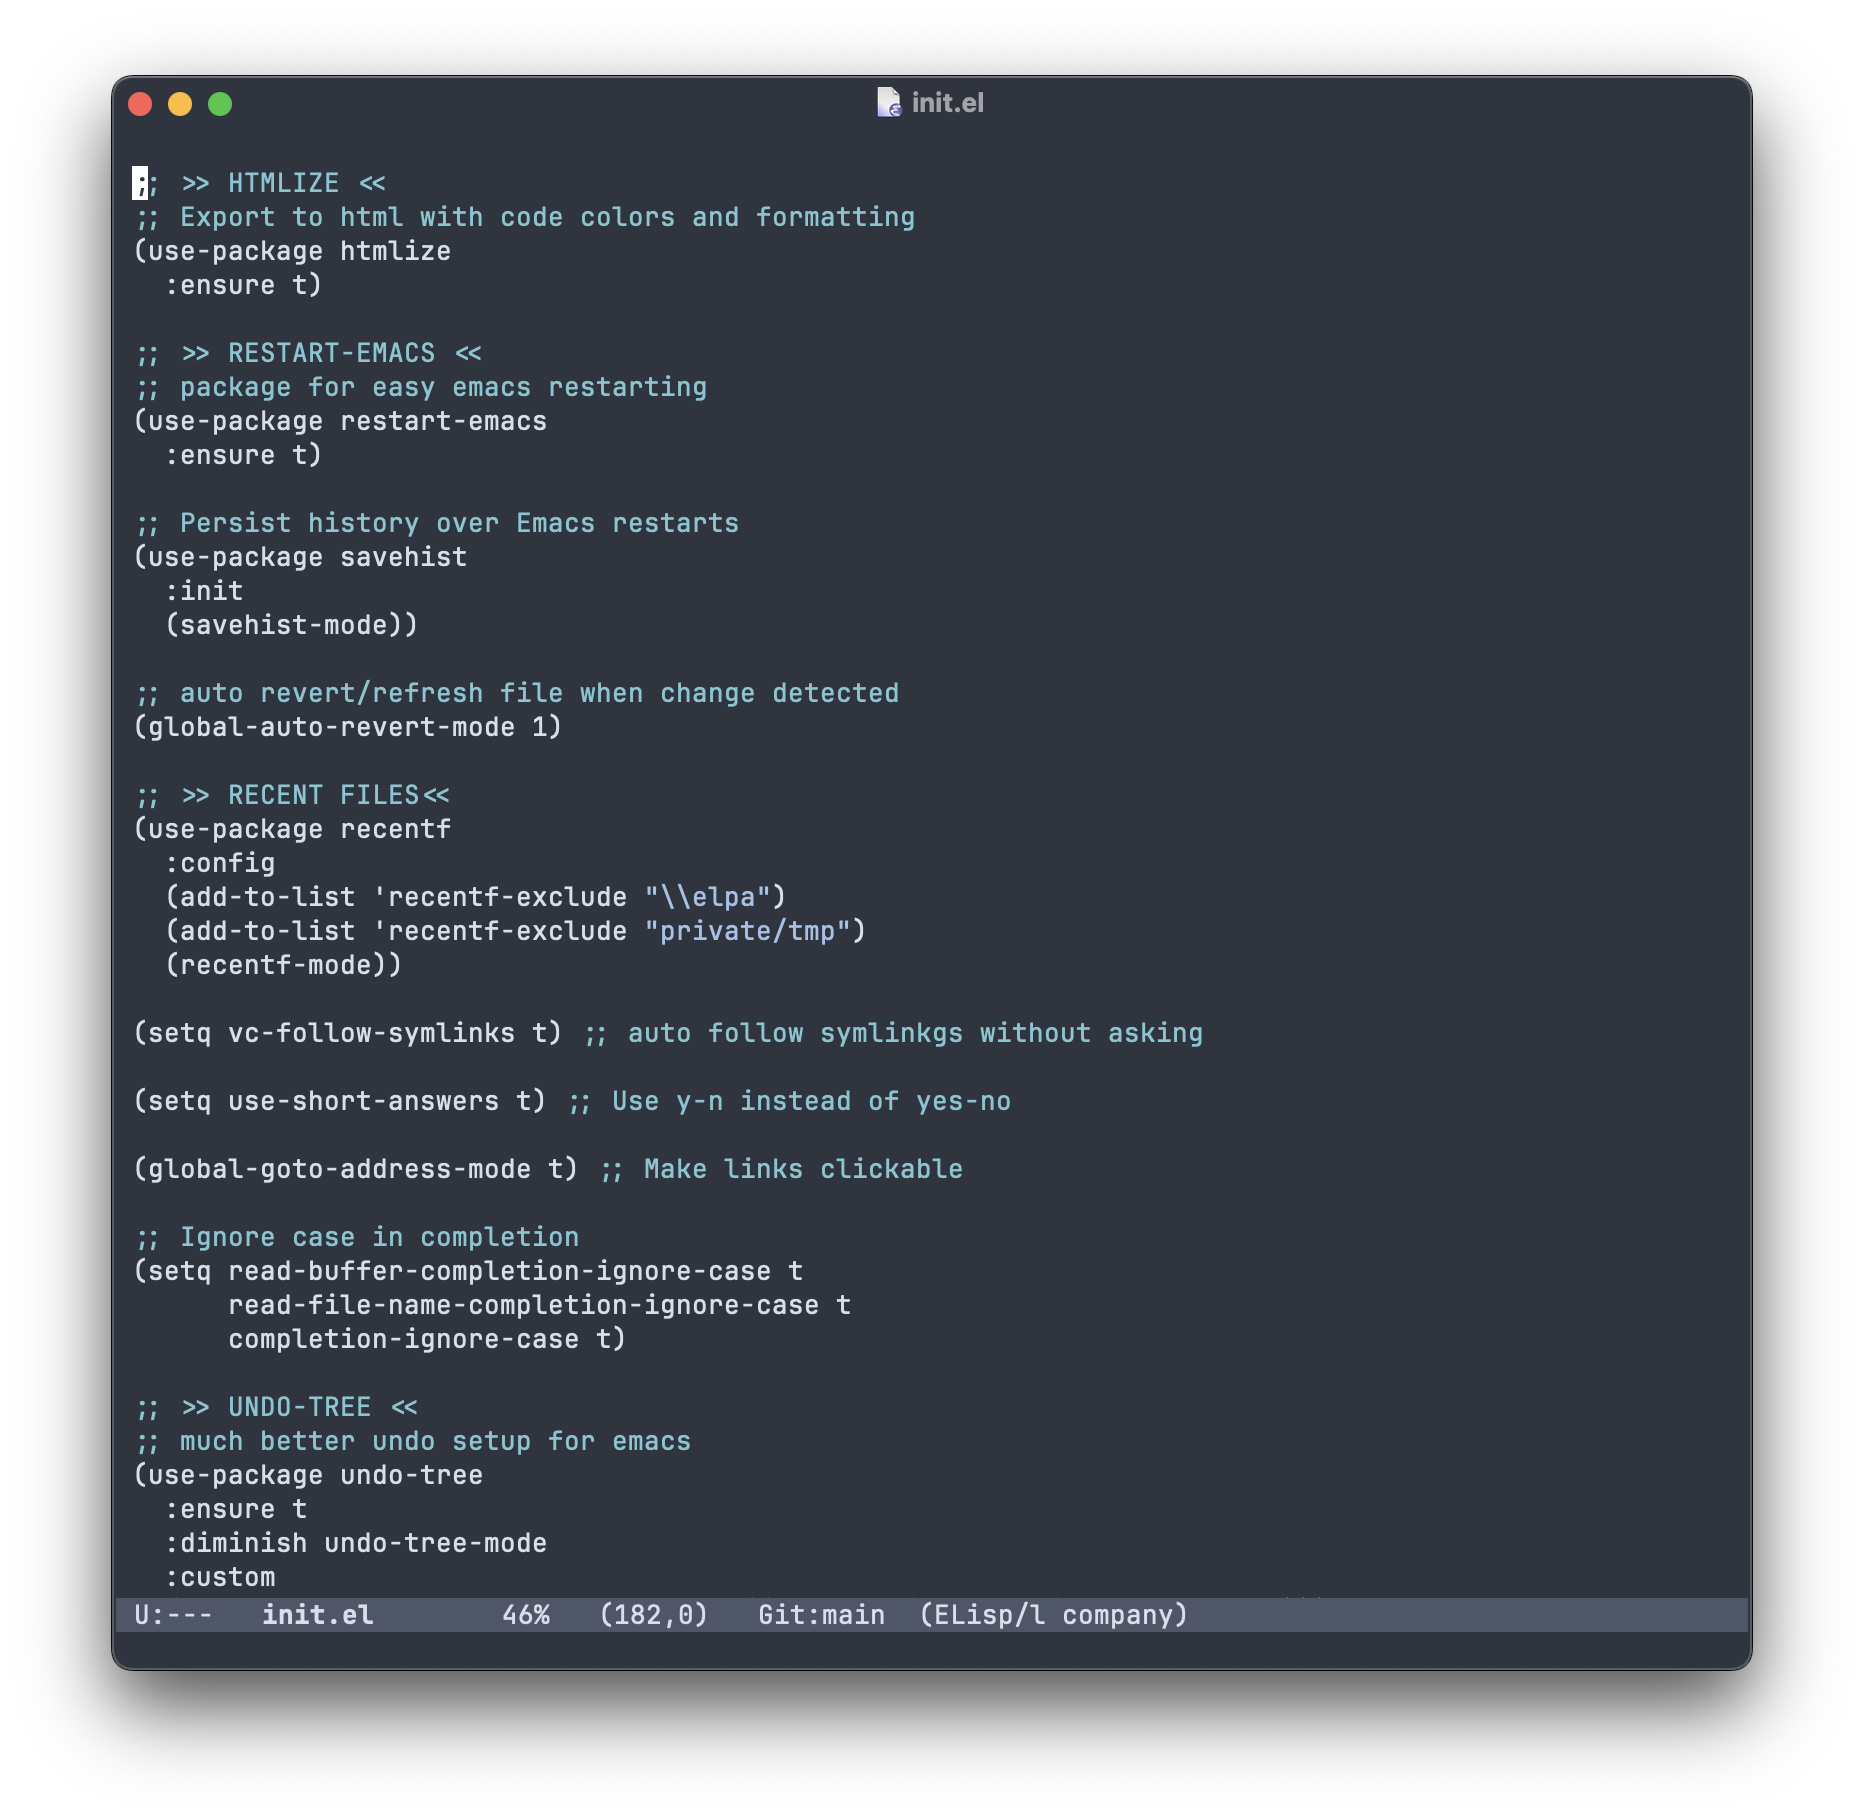 init.el
;; >> HTMLIZE <<
;; Export to html with code colors and formatting
(use-package htmlize
  :ensure t)

;; >> RESTART-EMACS <<
;; package for easy emacs restarting
(use-package restart-emacs
  :ensure t)

;; Persist history over Emacs restarts
(use-package savehist
  :init
  (savehist-mode))

;; auto revert/refresh file when change detected
(global-auto-revert-mode 1)

;; >> RECENT FILES<<
(use-package recentf
  :config
  (add-to-list 'recentf-exclude "\\elpa")
  (add-to-list 'recentf-exclude "private/tmp")
  (recentf-mode))

(setq vc-follow-symlinks t) ;; auto follow symlinkgs without asking

(setq use-short-answers t) ;; Use y-n instead of yes-no

(global-goto-address-mode t) ;; Make links clickable

;; Ignore case in completion
(setq read-buffer-completion-ignore-case t
      read-file-name-completion-ignore-case t
      completion-ignore-case t)

;; >> UNDO-TREE <<
;; much better undo setup for emacs
(use-package undo-tree
  :ensure t
  :diminish undo-tree-mode
  :custom
U:---   init.el        46%   (182,0)   Git:main  (ELisp/l company)